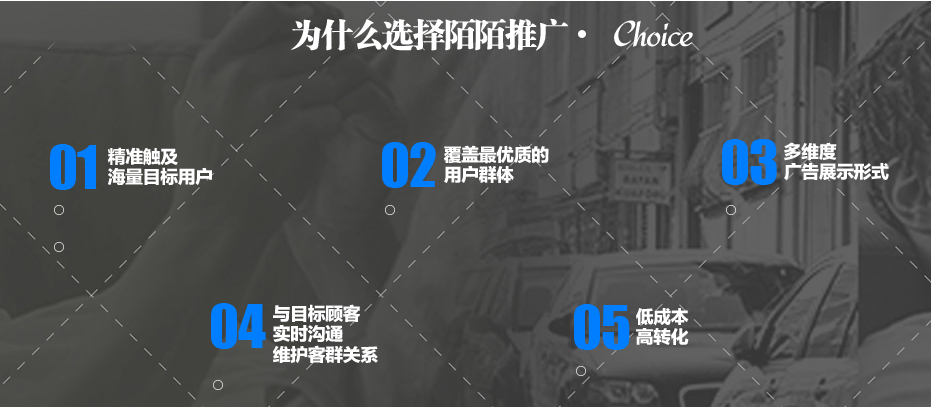 为什么选择陌陌推广· Choice
01 精准触及
海量目标用户
02 覆盖最优质的
用户群体
03 多维度
广告展示形式
04 与目标顾客
实时沟通
维护客群关系
05 低成本
高转化